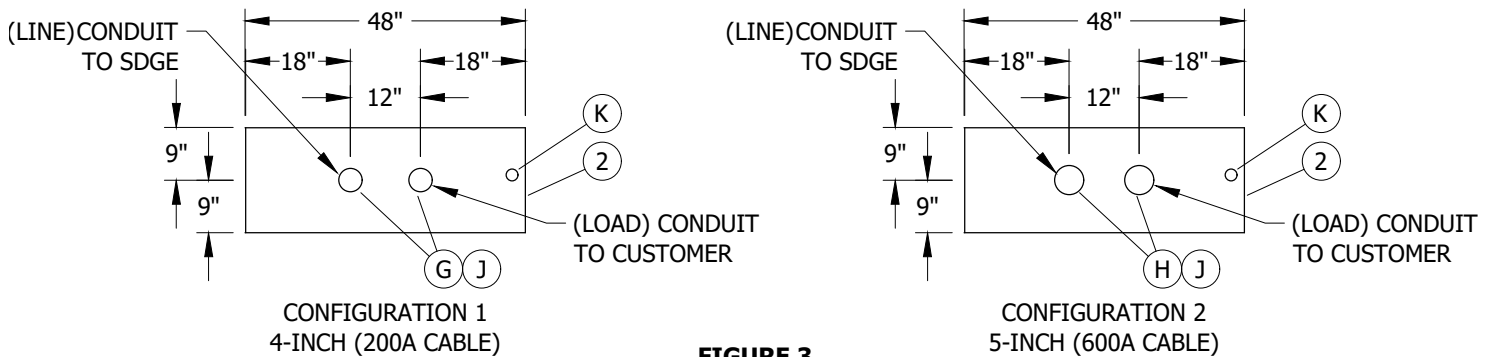 48"
(LINE)CONDUIT
TO SDGE
18"
18"
12"
K
9"
2
9"
(LOAD) CONDUIT
TO CUSTOMER
G J
CONFIGURATION 1
4-INCH (200A CABLE)
48"
(LINE)CONDUIT
TO SDGE
18"
18"
12"
K
9"
2
9"
(LOAD) CONDUIT
TO CUSTOMER
H J
CONFIGURATION 2
5-INCH (600A CABLE)
FIGURE 3